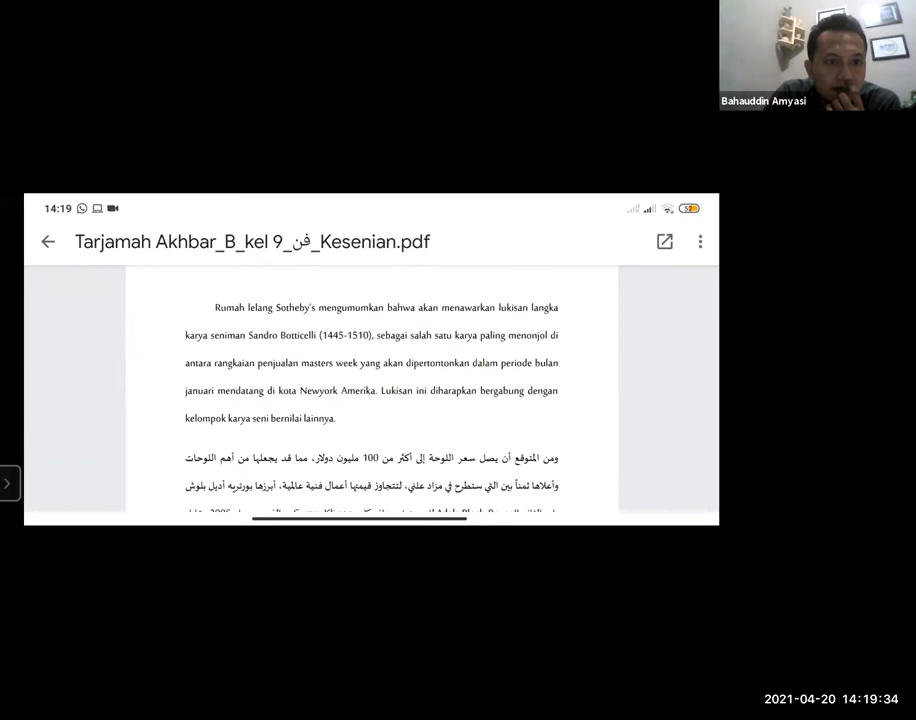 Bahauddin Amyasi
14:19
52
Tarjamah Akhbar_B_kel 9_فن_Kesenian.pdf
Rumah lelang Sotheby's mengumumkan bahwa akan menawarkan lukisan langka
karya seniman Sandro Botticelli (1445-1510), sebagai salah satu karya paling menonjol di
antara rangkaian penjualan masters week yang akan dipertontonkan dalam periode bulan
januari mendatang di kota Newyork Amerika. Lukisan ini diharapkan bergabung dengan
kelompok karya seni bernilai lainnya.
ومن المتوقع أن يصل سعر اللوحة إلى أكثر من 100 مليون دولار، مما قد يجعلها من أهم اللوحات
وأعلاها ثمناً بين التي ستطرح في مزاد علني، لتتجاوز قيمتها أعمال فنية عالمية، أبرزها بورتريه أديل بلوش
2021-04-20 14:19:34